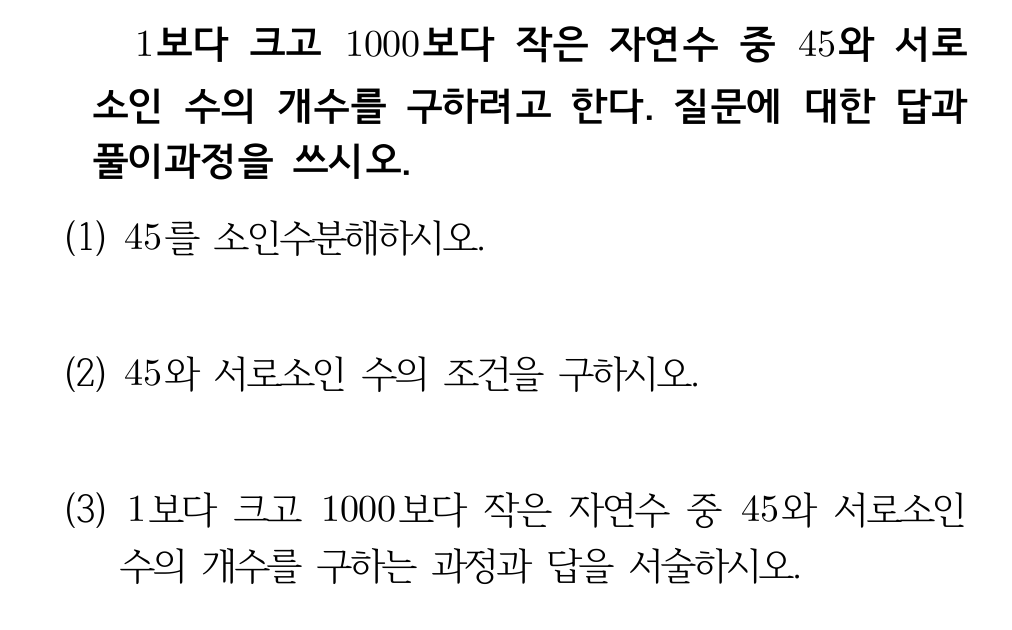 1보다 크고 1000보다 작은 자연수 중 45와 서로
소인 수의 개수를 구하려고 한다. 질문에 대한 답과
풀이과정을 쓰시오.
(1) 45를 소인수분해하시오.
(2) 45와 서로소인 수의 조건을 구하시오.
(3) 1보다 크고 1000보다 작은 자연수 중 45와 서로소인
수의 개수를 구하는 과정과 답을 서술하시오.